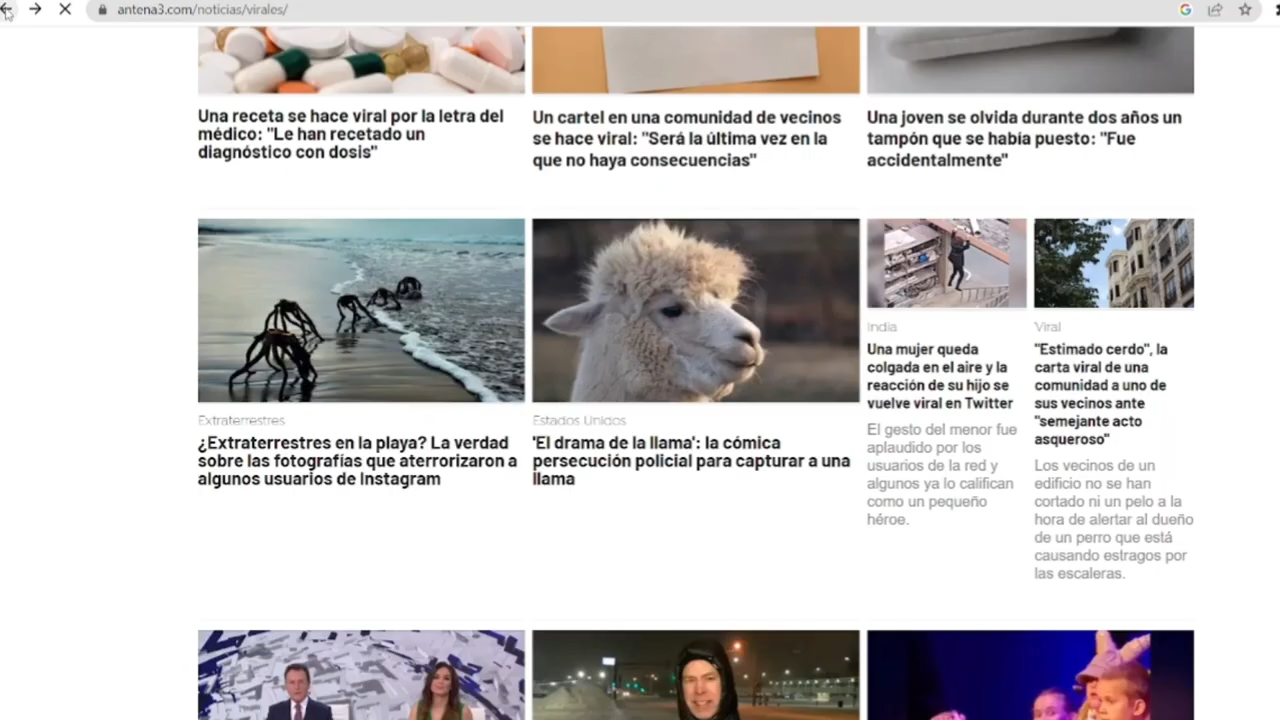 antena3.com/noticias/virales/
Una receta se hace viral por la letra del
médico: "Le han recetado un
diagnóstico con dosis"
Un cartel en una comunidad de vecinos
se hace viral: "Será la última vez en la
que no haya consecuencias"
Una joven se olvida durante dos años un
tampón que se había puesto: "Fue
accidentalmente"
Extraterrestres
¿Extraterrestres en la playa? La verdad
sobre las fotografías que aterrorizaron a
algunos usuarios de Instagram
Estados Unidos
'El drama de la llama': la cómica
persecución policial para capturar a una
llama
India
Una mujer queda
colgada en el aire y la
reacción de su hijo se
vuelve viral en Twitter
El gesto del menor fue
aplaudido por los
usuarios de la red y
algunos ya lo califican
como un pequeño
héroe.
Viral
"Estimado cerdo", la
carta viral de una
comunidad a uno de
sus vecinos ante
"semejante acto
asqueroso"
Los vecinos de un
edificio no se han
cortado ni un pelo a la
hora de alertar al dueño
de un perro que está
causando estragos por
las escaleras.